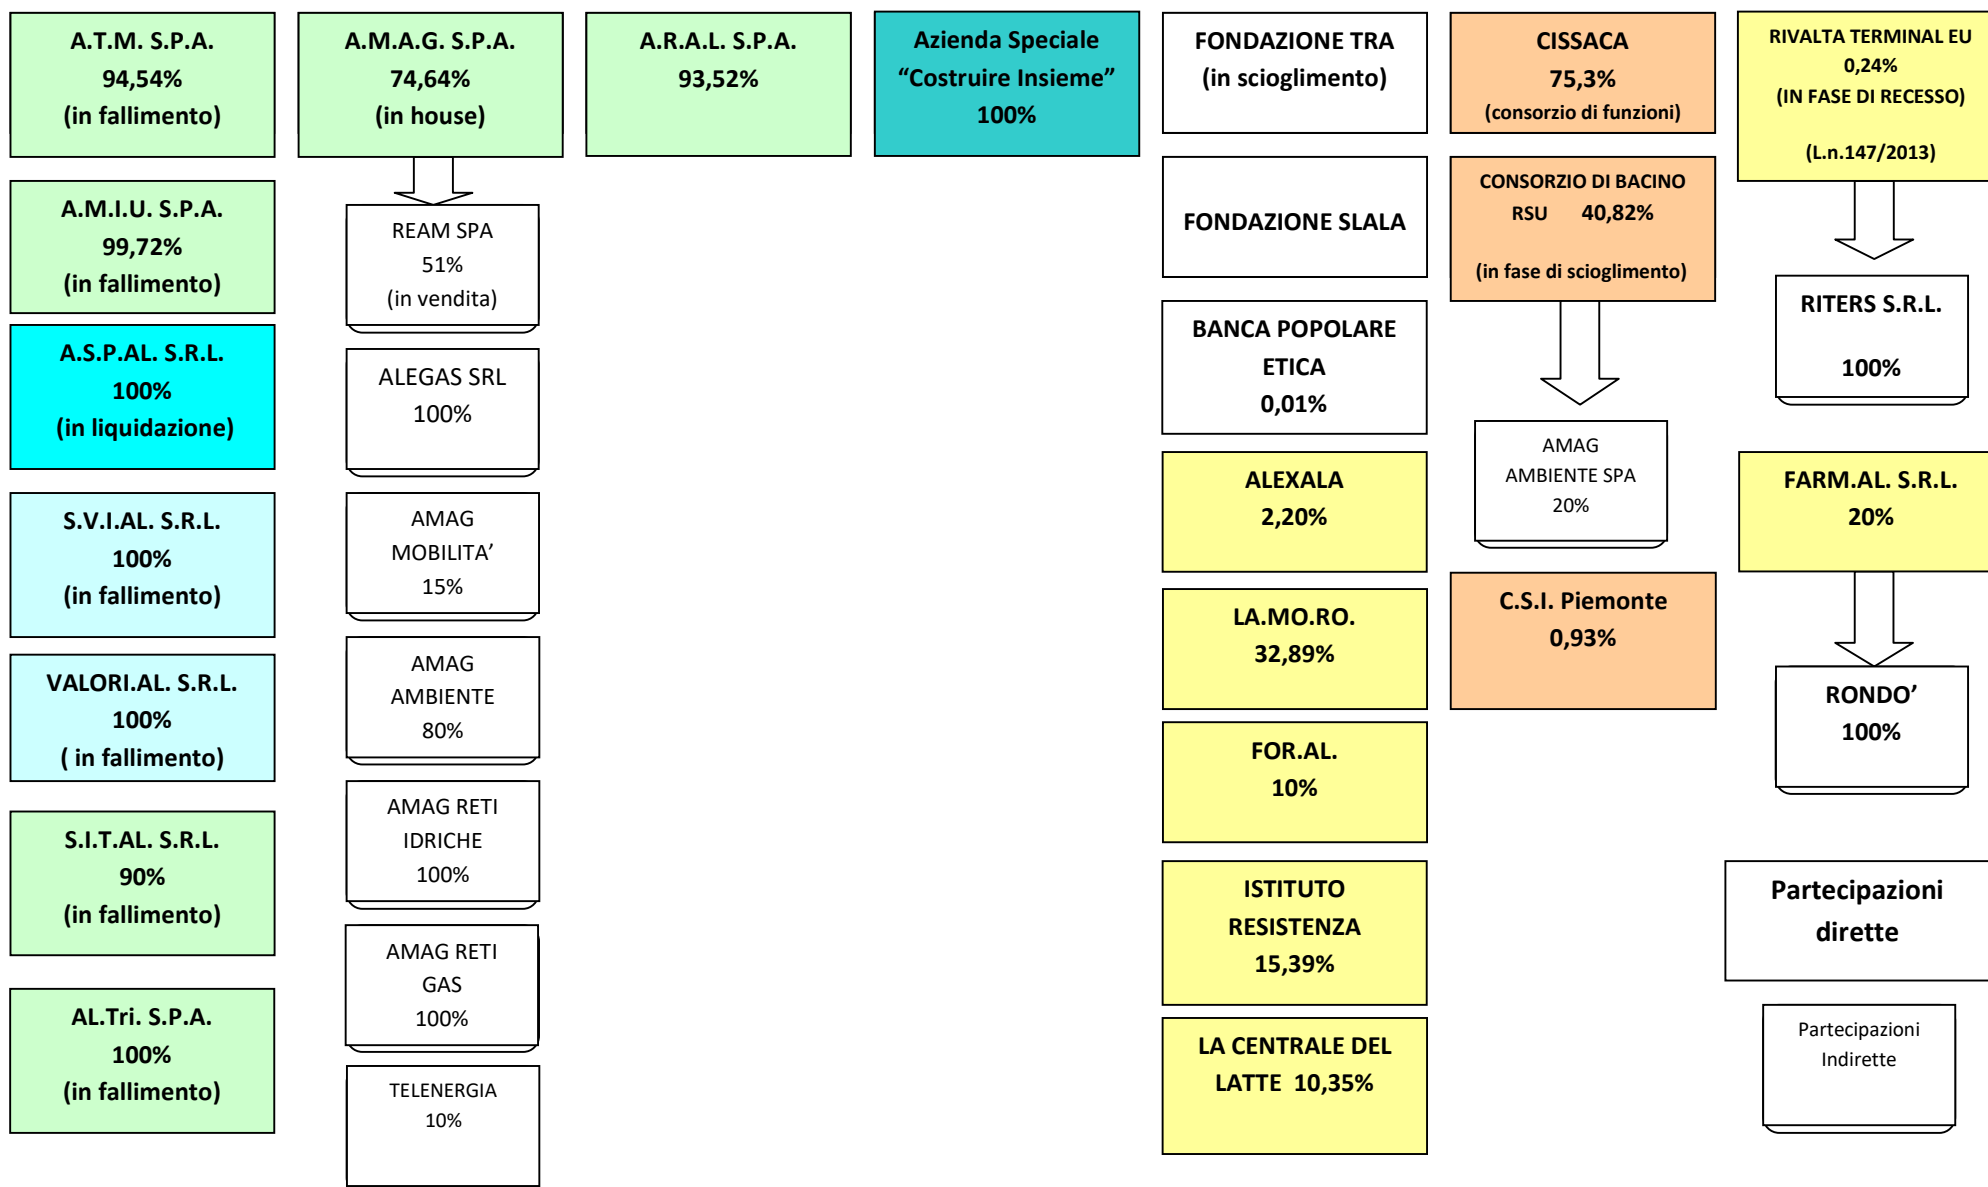 A.T.M. S.P.A.
94,54%
(in fallimento)
A.M.I.U. S.P.A.
99,72%
(in fallimento)
A.S.P.AL. S.R.L.
100%
(in liquidazione)
S.V.I.AL. S.R.L.
100%
(in fallimento)
VALORI.AL. S.R.L.
100%
( in fallimento)
S.I.T.AL. S.R.L.
90%
(in fallimento)
AL.Tri. S.P.A.
100%
(in fallimento)
A.M.A.G. S.P.A.
74,64%
(in house)
REAM SPA
51%
(in vendita)
ALEGAS SRL
100%
AMAG
MOBILITA’
15%
AMAG
AMBIENTE
80%
AMAG RETI
IDRICHE
100%
AMAG RETI
GAS
100%
TELENERGIA
10%
A.R.A.L. S.P.A.
93,52%
Azienda Speciale
“Costruire Insieme”
100%
FONDAZIONE TRA
(in scioglimento)
FONDAZIONE SLALA
BANCA POPOLARE
ETICA
0,01%
ALEXALA
2,20%
LA.MO.RO.
32,89%
FOR.AL.
10%
ISTITUTO
RESISTENZA
15,39%
LA CENTRALE DEL
LATTE 10,35%
CISSACA
75,3%
(consorzio di funzioni)
CONSORZIO DI BACINO
RSU 40,82%
(in fase di scioglimento)
AMAG
AMBIENTE SPA
20%
C.S.I. Piemonte
0,93%
RIVALTA TERMINAL EU
0,24%
(IN FASE DI RECESSO)
(L.n.147/2013)
RITERS S.R.L.
100%
FARM.AL. S.R.L.
20%
RONDO’
100%
Partecipazioni
dirette
Partecipazioni
Indirette